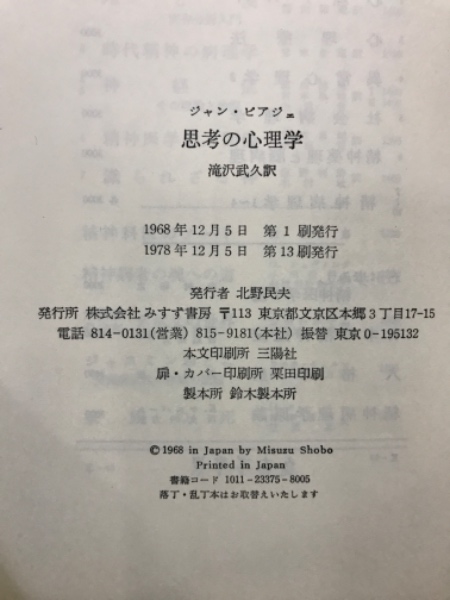 ジャン・ピアジェ
思考の心理学
滝沢武久訳
1968年12月5日 第1刷発行
1978年12月5日 第13刷発行
発行者 北野民夫
発行所 株式会社 みすず書房 〒113 東京都文京区本郷3丁目17-15
電話 814-0131(営業) 815-9181(本社) 振替 東京0-195132
本文印刷所 三陽社
扉・カバー印刷所 栗田印刷
製本所 鈴木製本所
© 1968 in Japan by Misuzu Shobo
Printed in Japan
書籍コード 1011-23375-8005
落丁・乱丁本はお取替えいたします